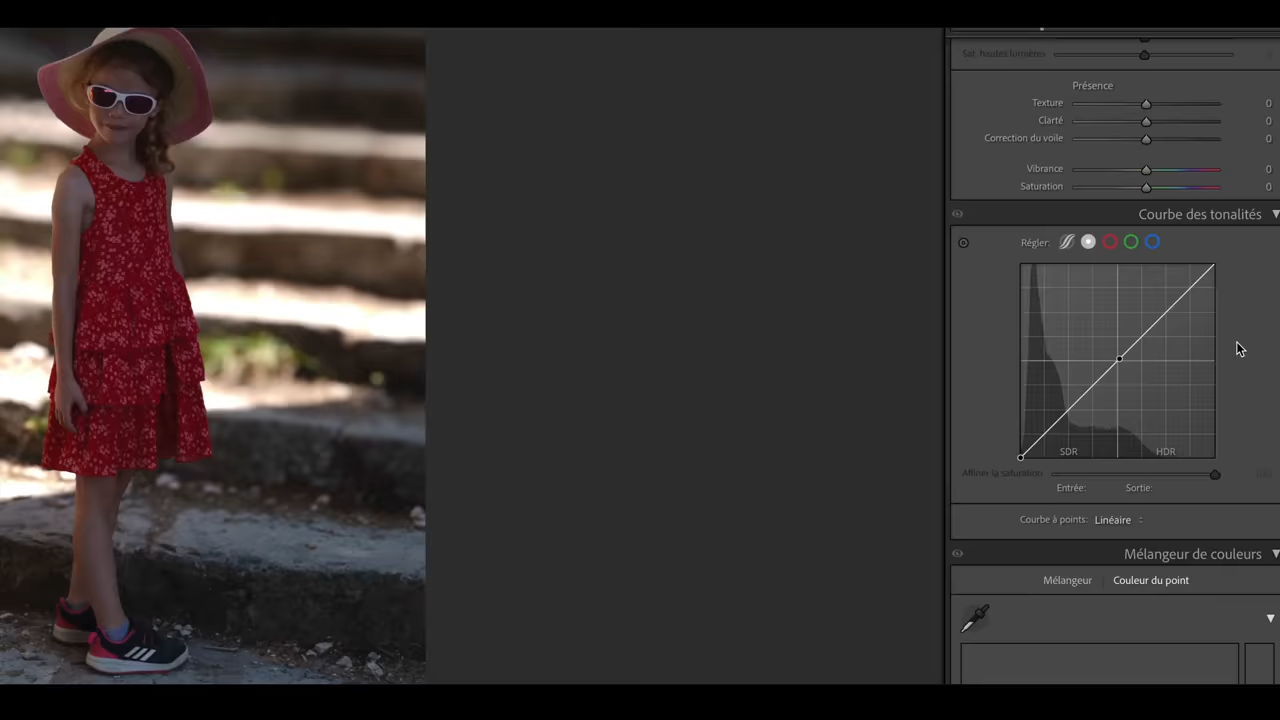 Sat. hautes lumières
Présence
Texture 0
Clarté 0
Correction du voile 0
Vibrance 0
Saturation 0
Courbe des tonalités
Régler:
SDR HDR
Affiner la saturation
Entrée: Sortie:
Courbe à points: Linéaire
Mélangeur de couleurs
Mélangeur Couleur du point